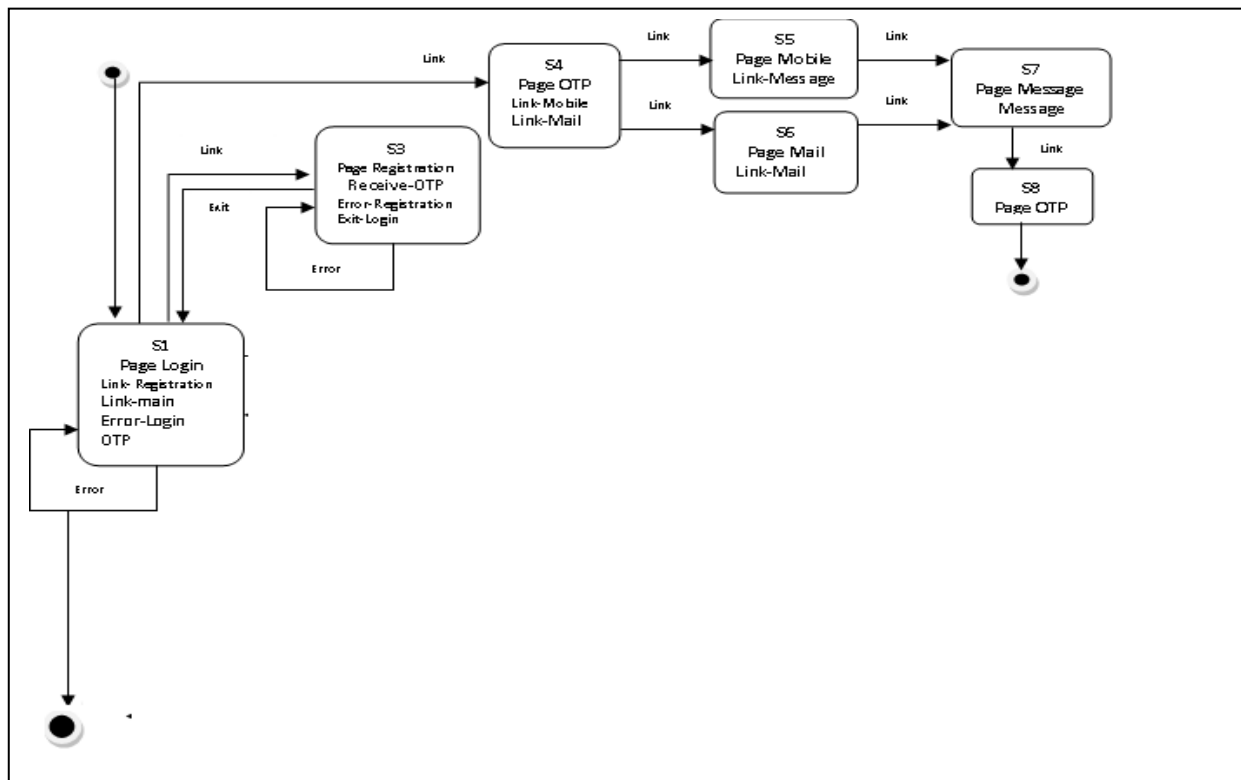 Link
S4
Page OTP
Link-Mobile
Link-Mail
Link
S5
Page Mobile
Link-Message
Link
S7
Page Message
Message
Link
S6
Page Mail
Link-Mail
Link
Link
S8
Page OTP
Link
S3
Page Registration
Receive-OTP
Error-Registration
Exit-Login
Exit
Error
S1
Page Login
Link- Registration
Link-main
Error-Login
OTP
Error